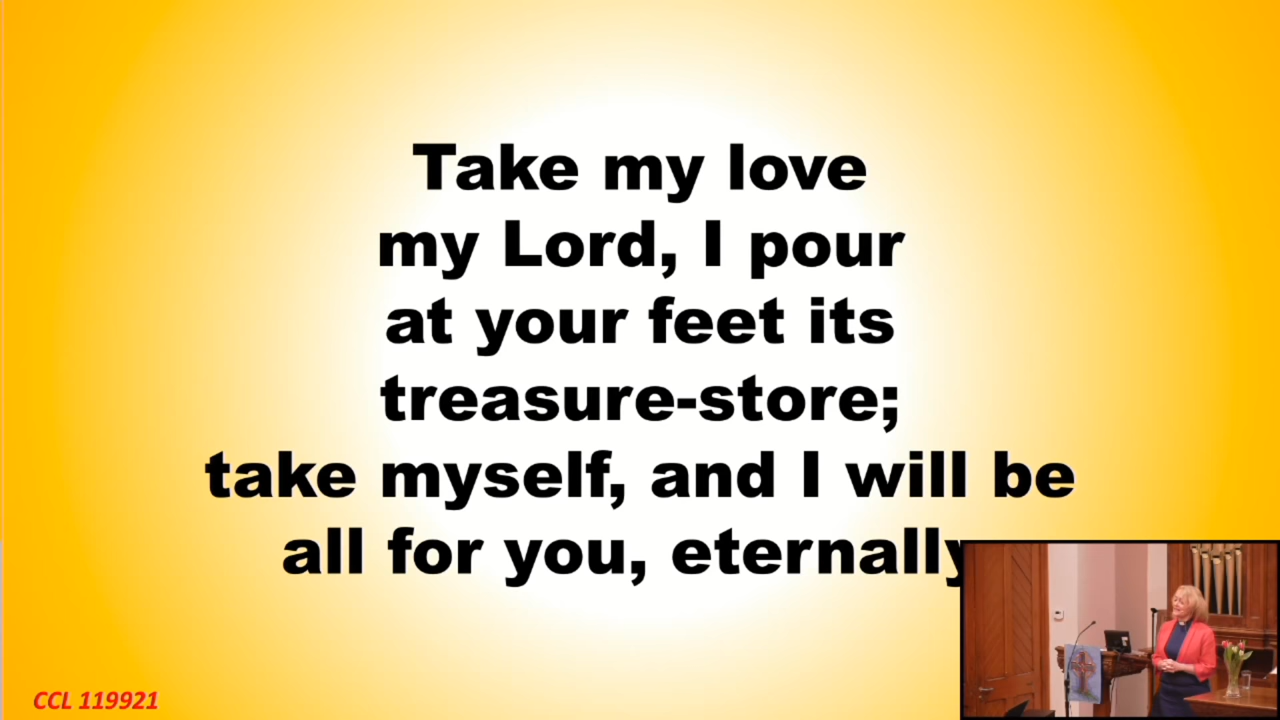 Take my love
my Lord, I pour
at your feet its
treasure-store;
take myself, and I will be
all for you, eternally
CCL 119921